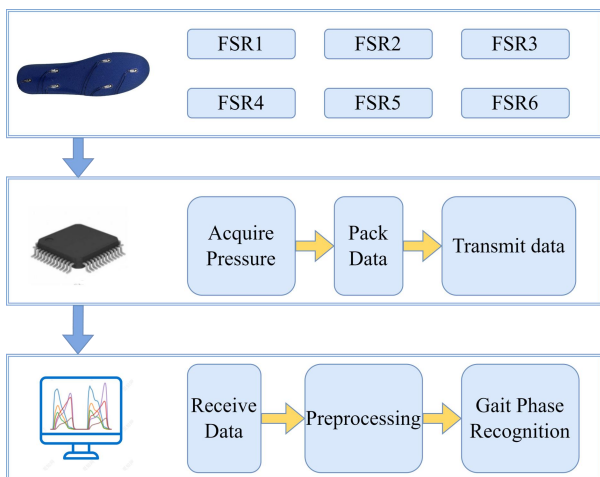 FSR1 FSR2 FSR3
FSR4 FSR5 FSR6
Acquire
Pressure
Pack
Data
Transmit data
Receive
Data
Preprocessing
Gait Phase
Recognition